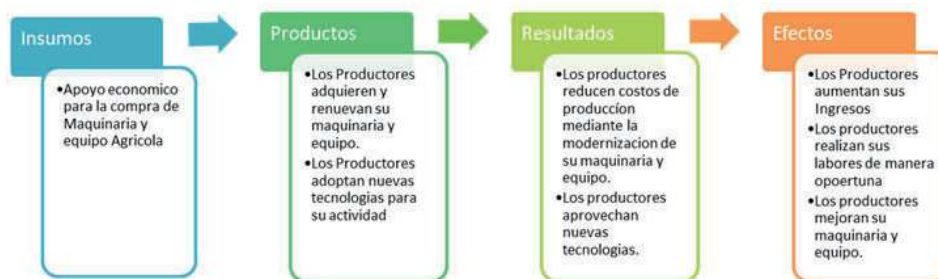 Insumos
•Apoyo economico
para la compra de
Maquinaria y
equipo Agricola
Productos
•Los Productores
adquieren y
renuevan su
maquinaria y
equipo.
•Los Productores
adoptan nuevas
tecnologias para
su actividad
Resultados
•Los productores
reducen costos de
produccíon
mediante la
modernizacion de
su maquinaria y
equipo.
•Los productores
aprovechan
nuevas
tecnologias.
Efectos
•Los Productores
aumentan sus
Ingresos
•Los productores
realizan sus
labores de manera
opoertuna
•Los productores
mejoran su
maquinaria y
equipo.